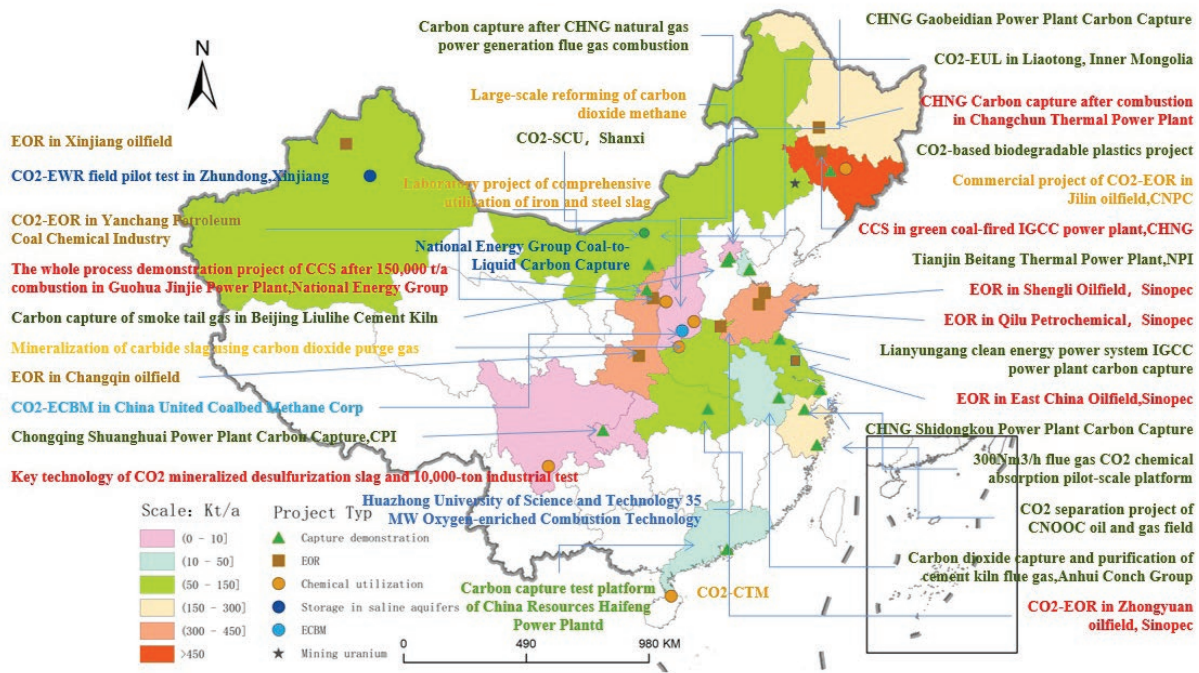 Carbon capture after CHNG natural gas
power generation flue gas combustion
CHNG Gaobeidian Power Plant Carbon Capture
N
CO2-EUL in Liaotong, Inner Mongolia
Large-scale reforming of carbon
dioxide methane
CHNG Carbon capture after combustion
in Changchun Thermal Power Plant
EOR in Xinjiang oilfield
CO2-SCU, Shanxi
CO2-based biodegradable plastics project
CO2-EWR field pilot test in Zhundong,Xinjiang
Laboratory project of comprehensive
utilization of iron and steel slag
Commercial project of CO2-EOR in
Jilin oilfield,CNPC
CO2-EOR in Yanchang Petroleum
Coal Chemical Industry
National Energy Group Coal-to-
Liquid Carbon Capture
CCS in green coal-fired IGCC power plant,CHNG
The whole process demonstration project of CCS after 150,000 t/a
combustion in Guohua Jinjie Power Plant,National Energy Group
Tianjin Beitang Thermal Power Plant,NPI
EOR in Shengli Oilfield, Sinopec
Carbon capture of smoke tail gas in Beijing Liulihe Cement Kiln
EOR in Qilu Petrochemical, Sinopec
Mineralization of carbide slag using carbon dioxide purge gas
Lianyungang clean energy power system IGCC
power plant carbon capture
EOR in Changqin oilfield
EOR in East China Oilfield,Sinopec
CO2-ECBM in China United Coalbed Methane Corp
CHNG Shidongkou Power Plant Carbon Capture
Chongqing Shuanghuai Power Plant Carbon Capture,CPI
300Nm3/h flue gas CO2 chemical
absorption pilot-scale platform
Key technology of CO2 mineralized desulfurization slag and 10,000-ton industrial test
Huazhong University of Science and Technology 35
MW Oxygen-enriched Combustion Technology
CO2 separation project of
CNOOC oil and gas field
Carbon dioxide capture and purification of
cement kiln flue gas,Anhui Conch Group
Carbon capture test platform
of China Resources Haifeng
Power Plantd
CO2-CTM
CO2-EOR in Zhongyuan
oilfield, Sinopec
Scale: Kt/a
(0 - 10]
(10 - 50]
(50 - 150]
(150 - 300]
(300 - 450]
>450
Project Typ
Capture demonstration
EOR
Chemical utilization
Storage in saline aquifers
ECBM
Mining uranium
0
490
980 KM